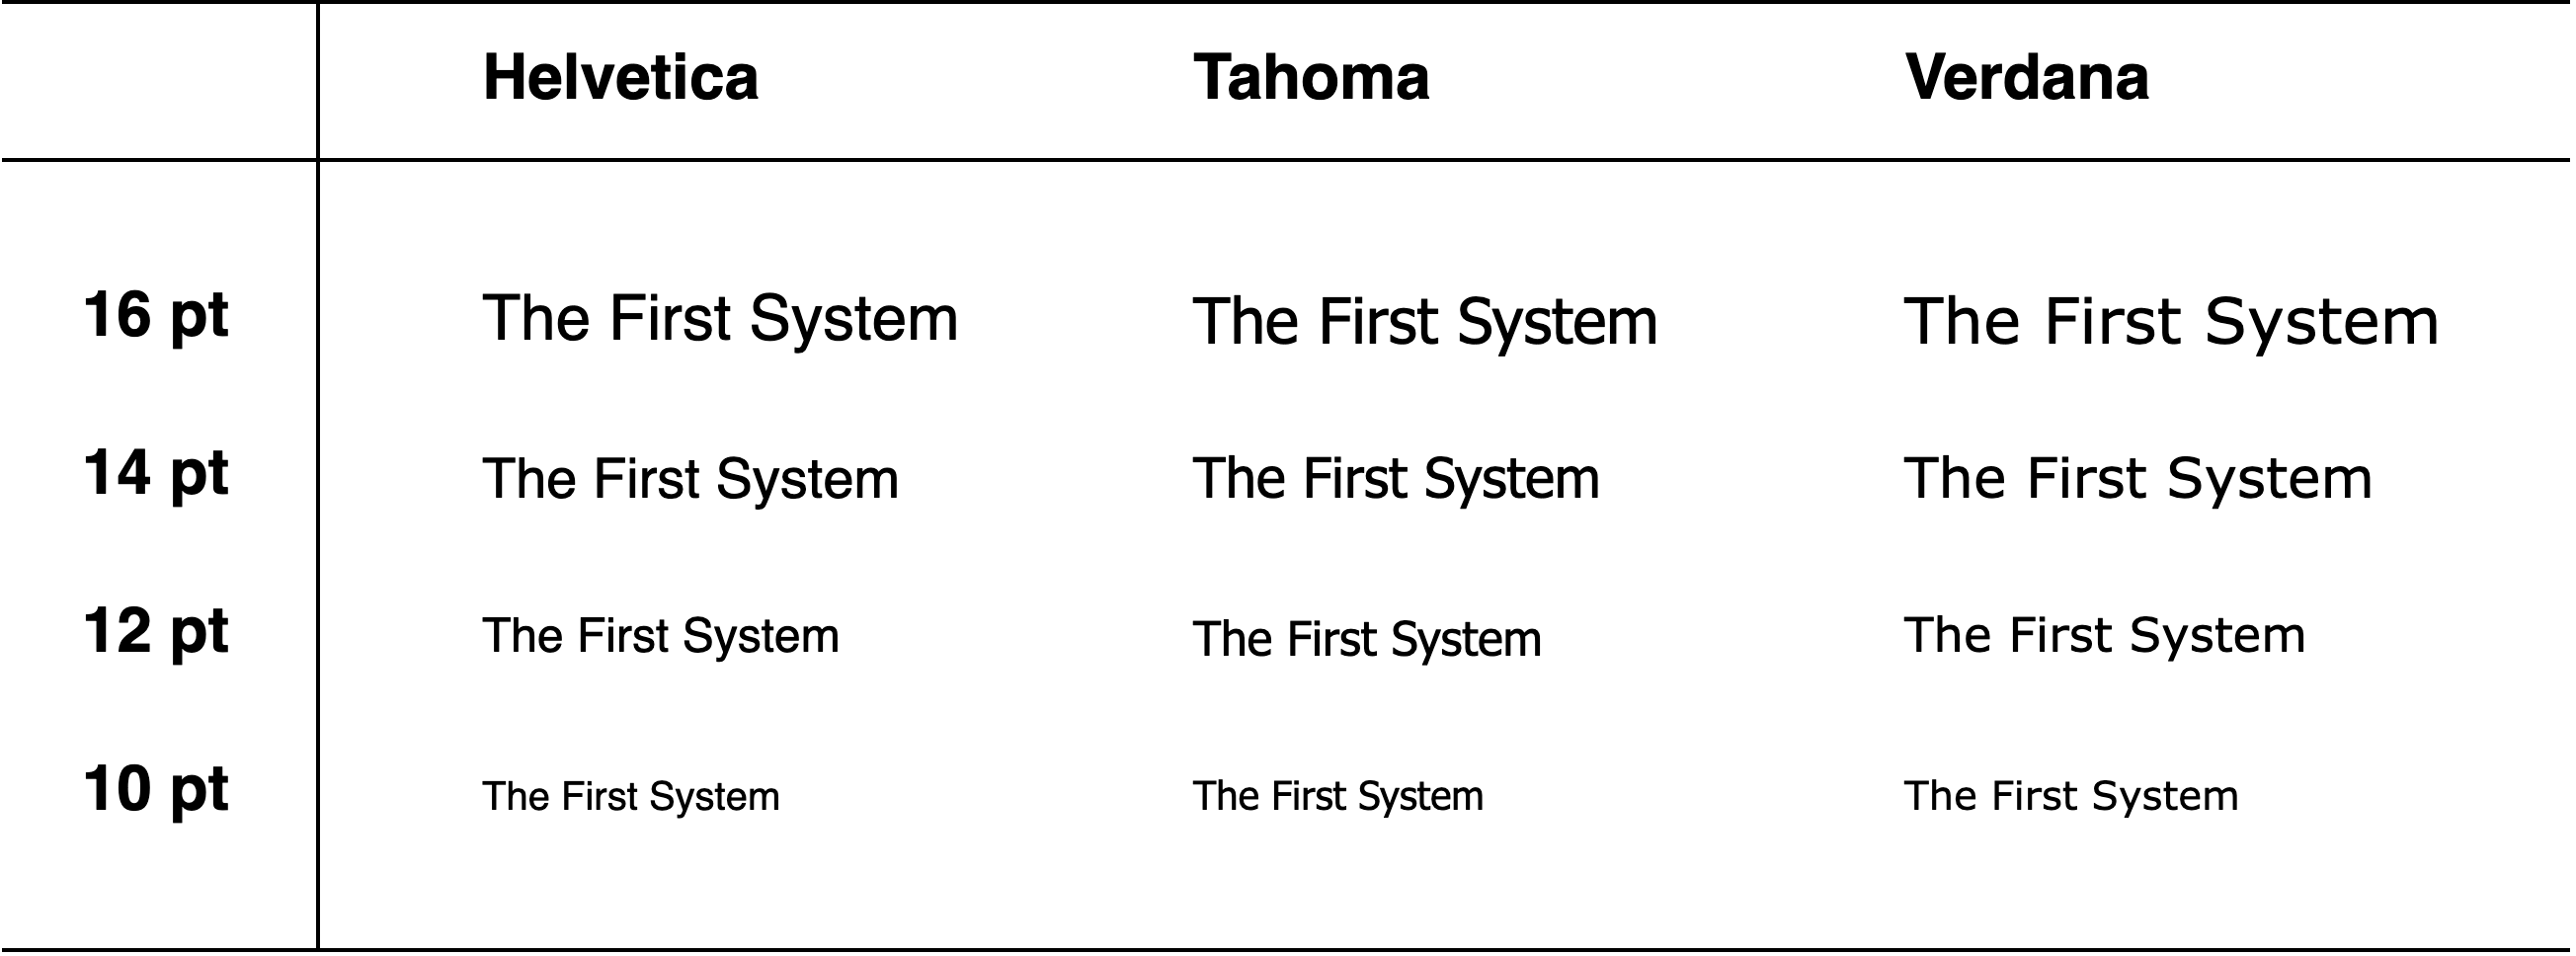 Helvetica Tahoma Verdana
16 pt The First System The First System The First System
14 pt The First System The First System The First System
12 pt The First System The First System The First System
10 pt The First System The First System The First System